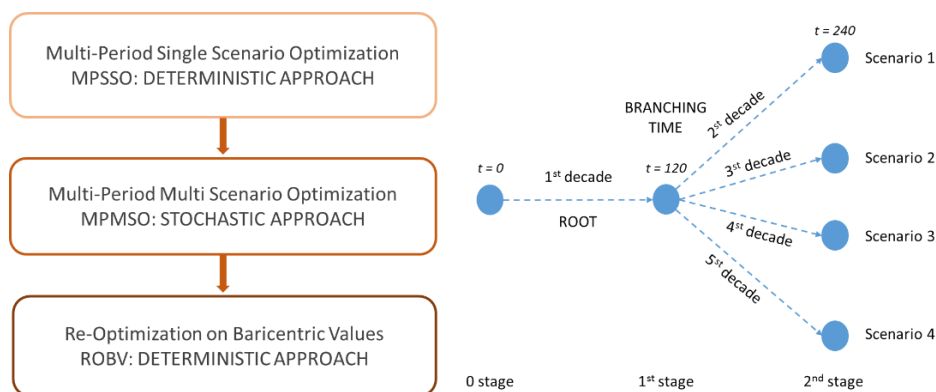 Multi-Period Single Scenario Optimization
MPSSO: DETERMINISTIC APPROACH
Multi-Period Multi Scenario Optimization
MPMSO: STOCHASTIC APPROACH
Re-Optimization on Baricentric Values
ROBV: DETERMINISTIC APPROACH
t = 0
1st decade
ROOT
BRANCHING
TIME
t = 120
t = 240
2st decade
3st decade
4st decade
5st decade
Scenario 1
Scenario 2
Scenario 3
Scenario 4
0 stage
1st stage
2nd stage